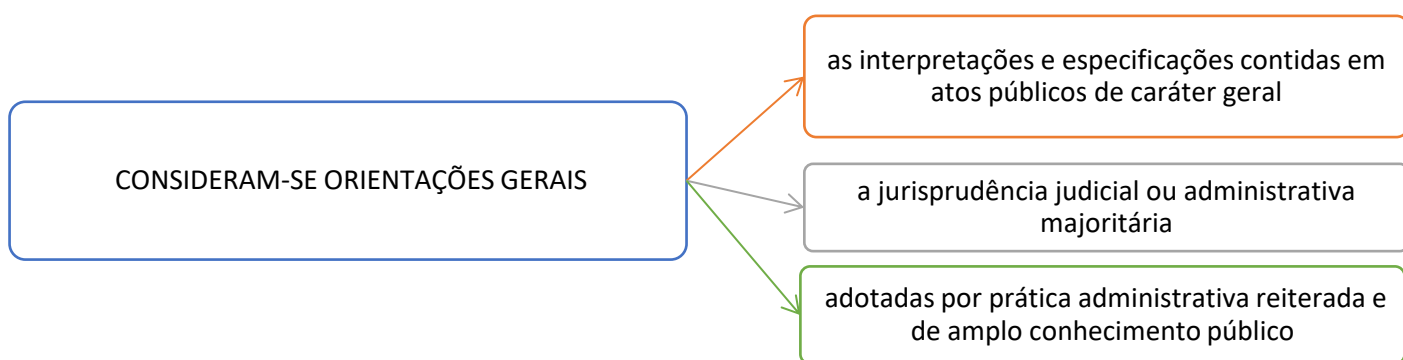 CONSIDERAM-SE ORIENTAÇÕES GERAIS
as interpretações e especificações contidas em
atos públicos de caráter geral
a jurisprudência judicial ou administrativa
majoritária
adotadas por prática administrativa reiterada e
de amplo conhecimento público